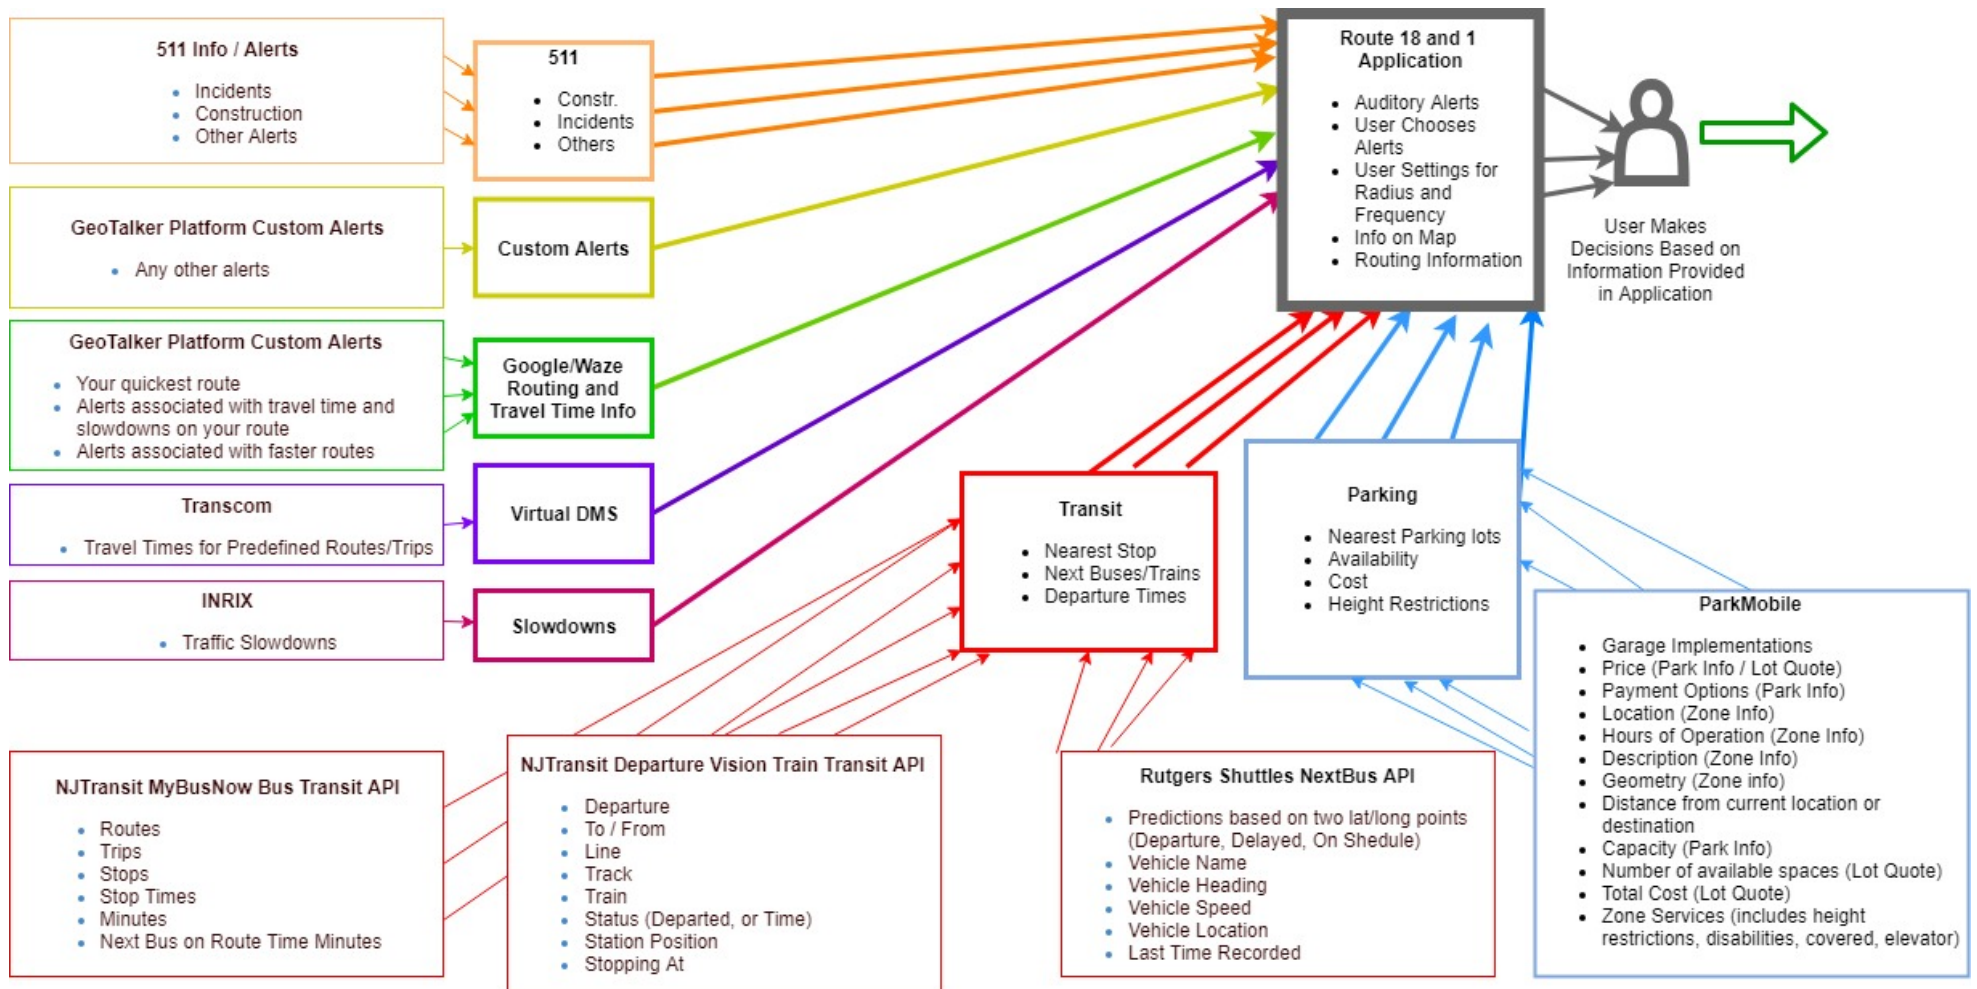 511 Info / Alerts
Incidents
Construction
Other Alerts
511
Constr.
Incidents
Others
GeoTalker Platform Custom Alerts
Any other alerts
Custom Alerts
GeoTalker Platform Custom Alerts
Your quickest route
Alerts associated with travel time and
slowdowns on your route
Alerts associated with faster routes
Google/Waze
Routing and
Travel Time Info
Transcom
Travel Times for Predefined Routes/Trips
Virtual DMS
INRIX
Traffic Slowdowns
Slowdowns
Route 18 and 1
Application
Auditory Alerts
User Chooses
Alerts
User Settings for
Radius and
Frequency
Info on Map
Routing Information
User Makes
Decisions Based on
Information Provided
in Application
Transit
Nearest Stop
Next Buses/Trains
Departure Times
Parking
Nearest Parking lots
Availability
Cost
Height Restrictions
NJTransit MyBusNow Bus Transit API
Routes
Trips
Stops
Stop Times
Minutes
Next Bus on Route Time Minutes
NJTransit Departure Vision Train Transit API
Departure
To / From
Line
Track
Train
Status (Departed, or Time)
Station Position
Stopping At
Rutgers Shuttles NextBus API
Predictions based on two lat/long points
(Departure, Delayed, On Shedule)
Vehicle Name
Vehicle Heading
Vehicle Speed
Vehicle Location
Last Time Recorded
ParkMobile
Garage Implementations
Price (Park Info / Lot Quote)
Payment Options (Park Info)
Location (Zone Info)
Hours of Operation (Zone Info)
Description (Zone Info)
Geometry (Zone info)
Distance from current location or
destination
Capacity (Park Info)
Number of available spaces (Lot Quote)
Total Cost (Lot Quote)
Zone Services (includes height
restrictions, disabilities, covered, elevator)